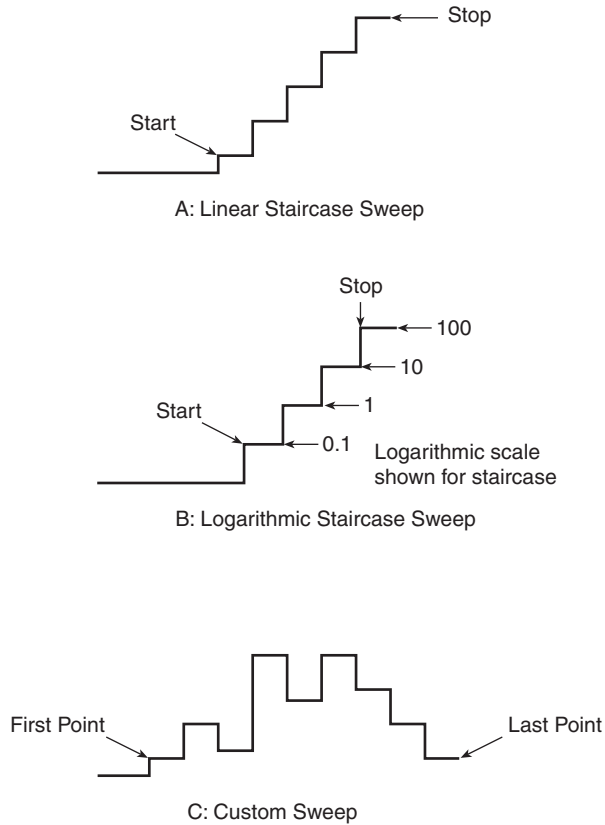 Stop
Start
A: Linear Staircase Sweep
Stop
100
10
Start
1
0.1
Logarithmic scale
shown for staircase
B: Logarithmic Staircase Sweep
First Point
Last Point
C: Custom Sweep